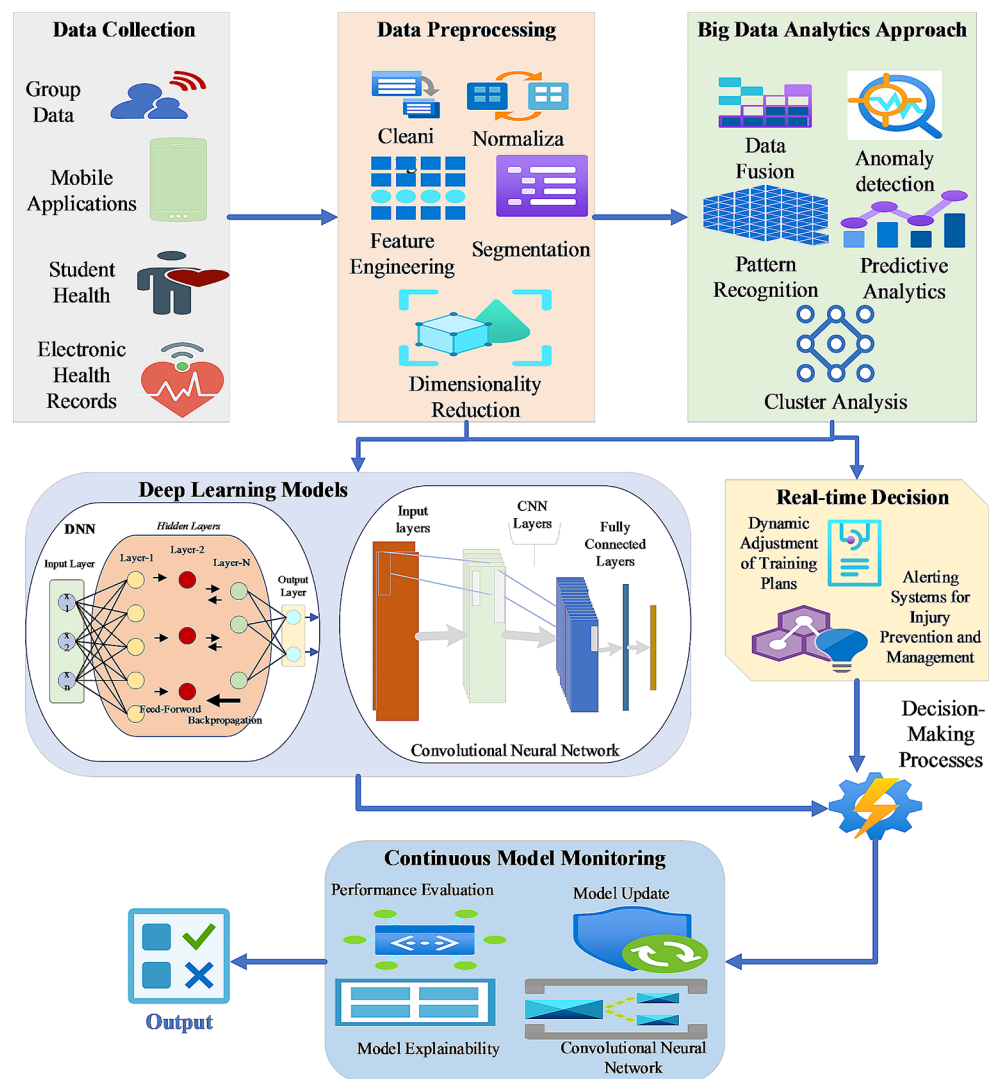 Data Collection
Group
Data
Mobile
Applications
Student
Health
Electronic
Health
Records
Data Preprocessing
Cleani
g
Normaliza
Feature
Engineering
Segmentation
Dimensionality
Reduction
Big Data Analytics Approach
Data
Fusion
Anomaly
detection
Pattern
Recognition
Predictive
Analytics
Cluster Analysis
Deep Learning Models
DNN
Hidden Layers
Input Layer
Layer-1
Layer-2
Layer-N
Output
Layer
x
1
x
2
x
n
Feed-Forward
Backpropagation
Input
layers
CNN
Layers
Fully
Connected
Layers
Convolutional Neural Network
Real-time Decision
Dynamic
Adjustment
of Training
Plans
Alerting
Systems for
Injury
Prevention and
Management
Decision-
Making
Processes
Continuous Model Monitoring
Performance Evaluation
Model Update
Model Explainability
Convolutional Neural
Network
Output